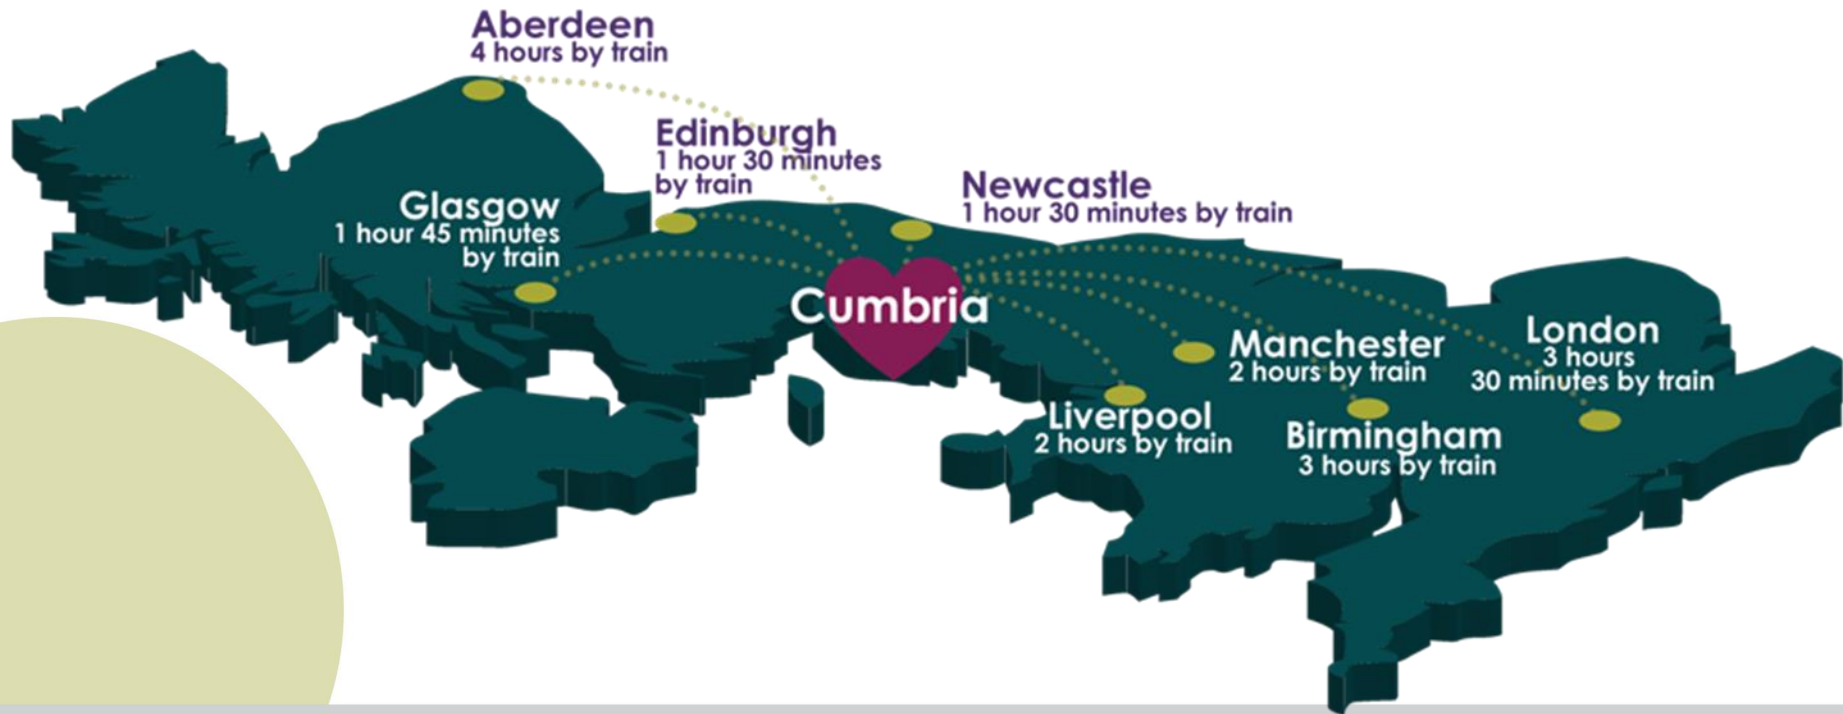 Aberdeen
4 hours by train
Edinburgh
1 hour 30 minutes
by train
Newcastle
1 hour 30 minutes by train
Glasgow
1 hour 45 minutes
by train
Cumbria
Manchester
2 hours by train
London
3 hours
30 minutes by train
Liverpool
2 hours by train
Birmingham
3 hours by train